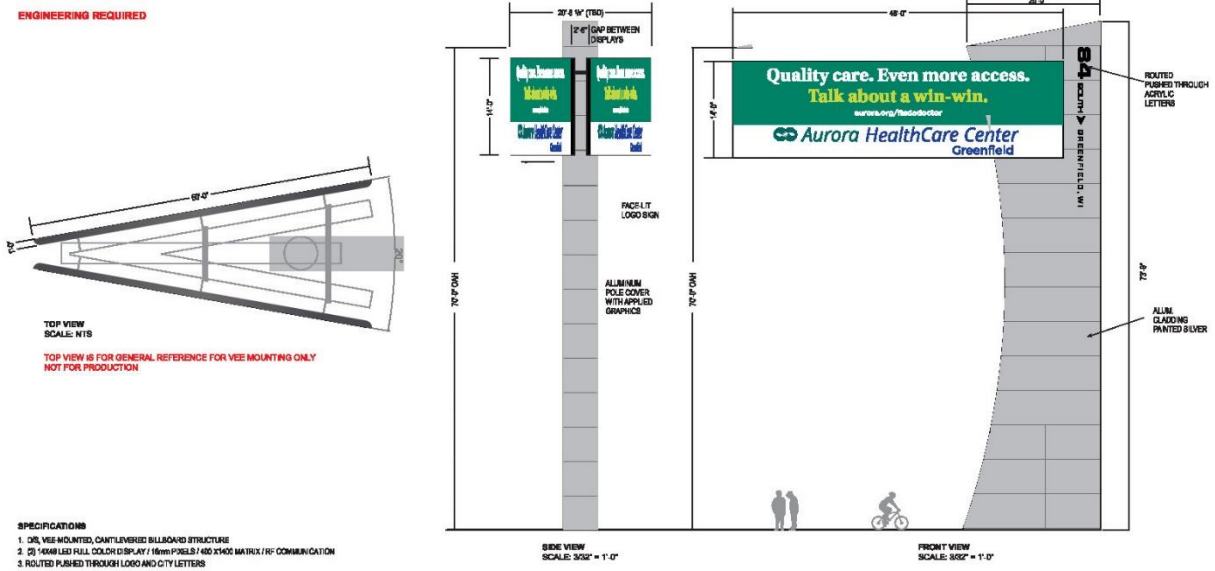 ENGINEERING REQUIRED
60'-0"
1'-0"
20°
TOP VIEW
SCALE: NTS
TOP VIEW IS FOR GENERAL REFERENCE FOR VEE MOUNTING ONLY
NOT FOR PRODUCTION
SPECIFICATIONS
1. D/S, VEE-MOUNTED, CANTILEVERED BILLBOARD STRUCTURE
2. (2) 14X48 LED FULL COLOR DISPLAY / 16mm PIXELS / 400 X1400 MATRIX / RF COMMUNICATION
3. ROUTED PUSHED THROUGH LOGO AND CITY LETTERS
(TBD)
2'-6" GAP BETWEEN
DISPLAYS
14'-0"
70'-0" OAH
FACE-LIT
LOGO SIGN
ALUMINUM
POLE COVER
WITH APPLIED
GRAPHICS
SIDE VIEW
SCALE: 3/32" = 1'-0"
48'-0"
14'-0"
70'-0" OAH
Quality care. Even more access.
Talk about a win-win.
Aurora HealthCare Center
Greenfield
84 SOUTH GREENFIELD, WI
ROUTED
PUSHED THROUGH
ACRYLIC
LETTERS
73'-9"
ALUM.
CLADDING
PAINTED SILVER
FRONT VIEW
SCALE: 3/32" = 1'-0"